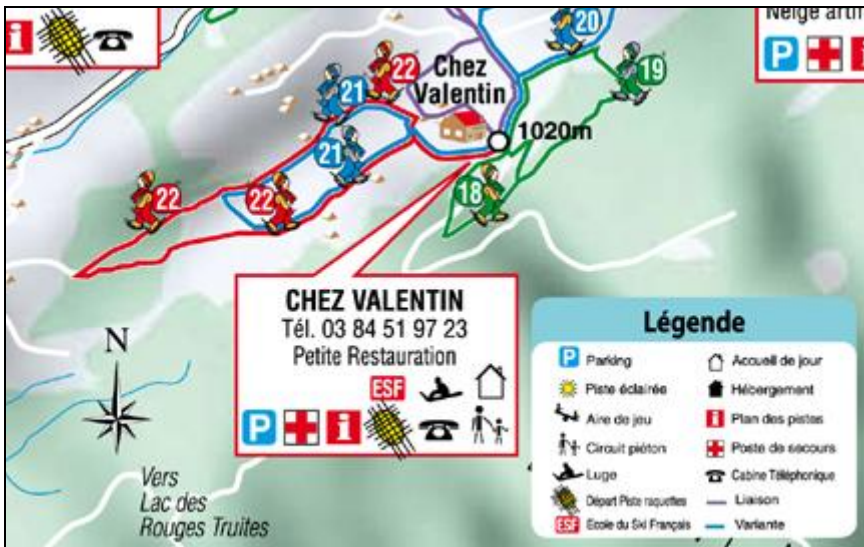 Neige artif
P
i
20
19
22
21
Chez
Valentin
1020m
21
18
22
22
CHEZ VALENTIN
Tél. 03 84 51 97 23
Petite Restauration
ESF
P i
N
Vers
Lac des
Rouges Truites
Légende
P Parking
Piste éclairée
Aire de jeu
Circuit piéton
Luge
Départ Piste raquettes
ESF Ecole du Ski Français
Accueil de jour
Hébergement
i Plan des pistes
Poste de secours
Cabine Téléphonique
Liaison
Variante